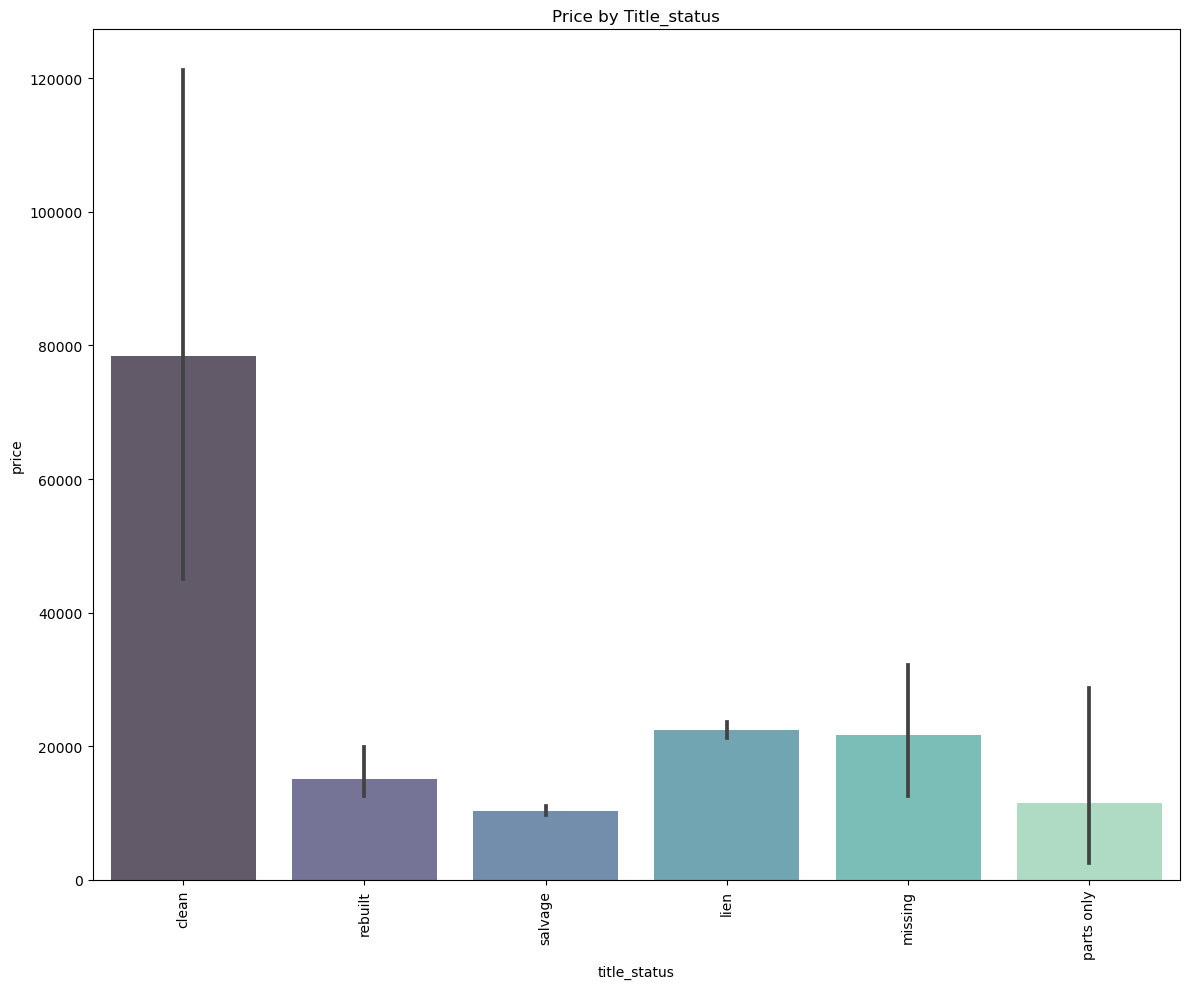 Price by Title_status
120000
100000
80000
60000
40000
20000
0
price
clean
rebuilt
salvage
lien
missing
parts only
title_status